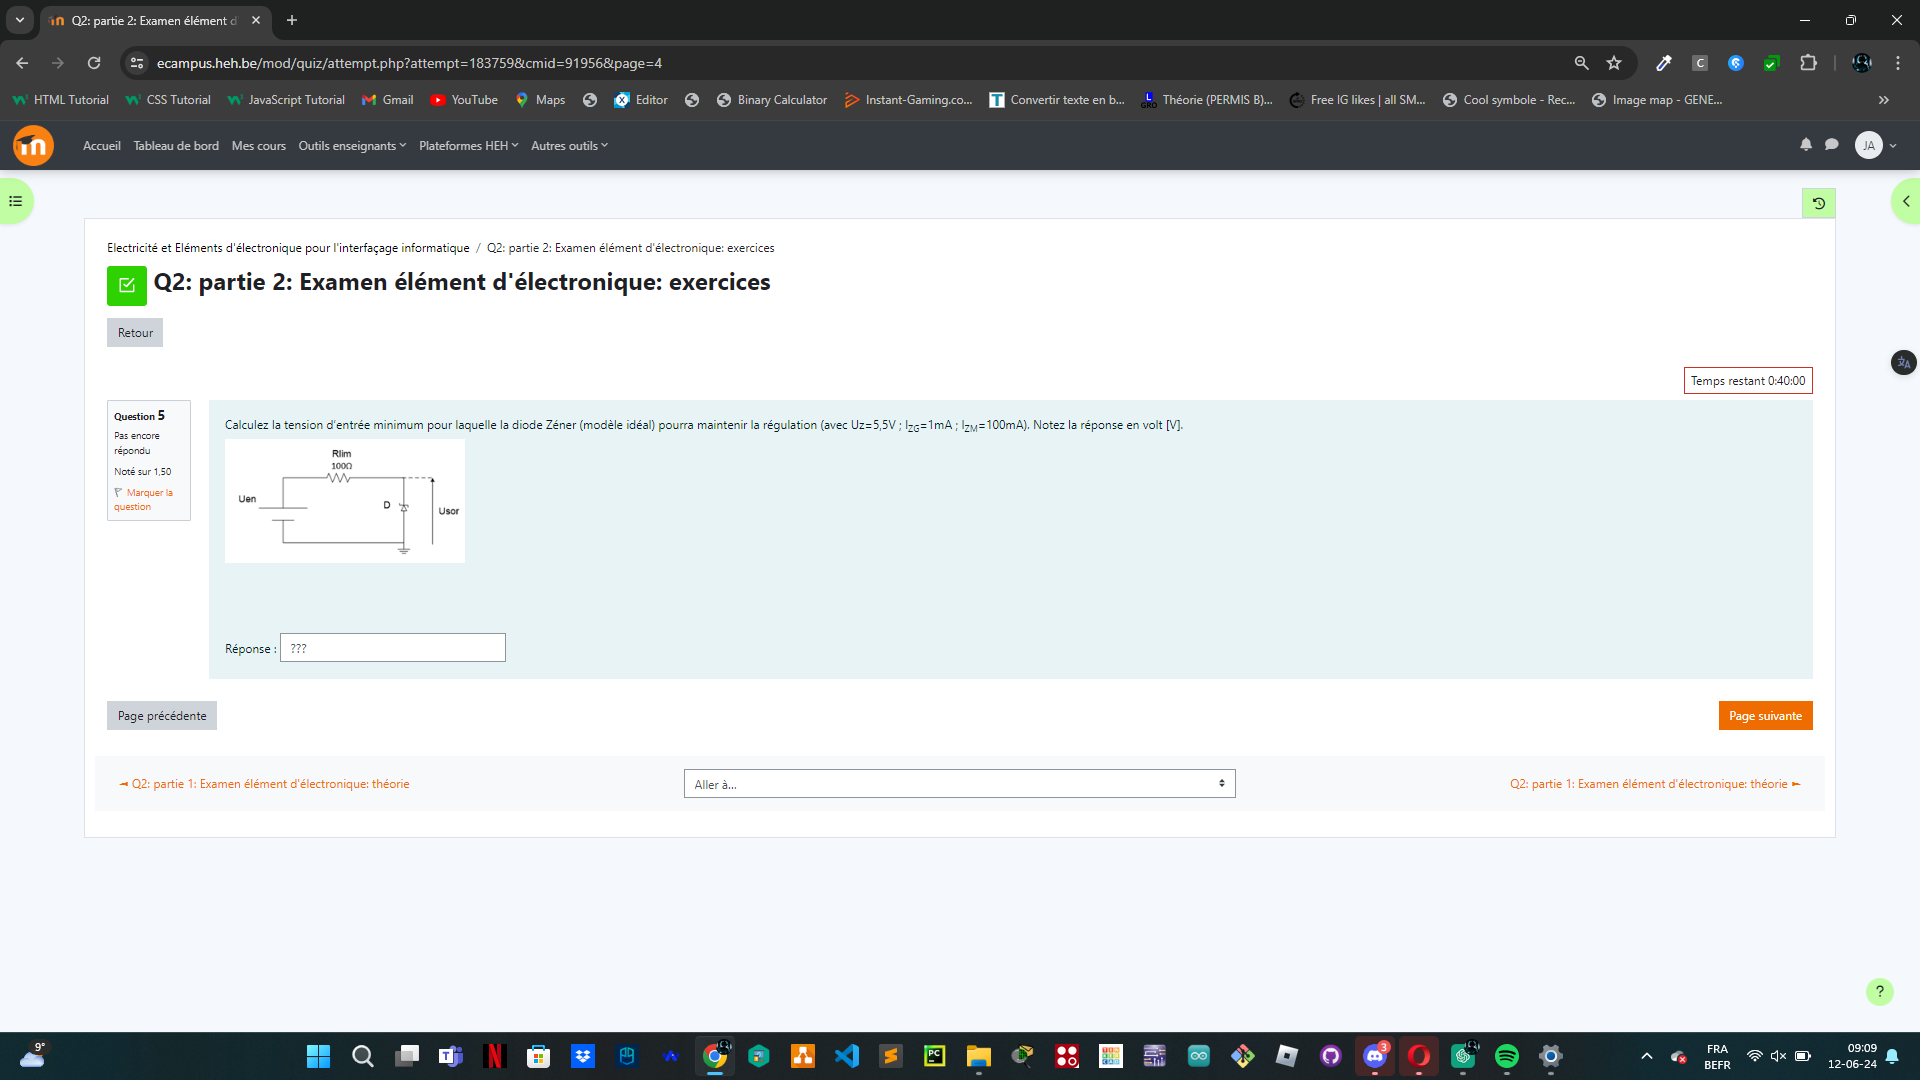 Q2: partie 2: Examen élément d'
ecampus.heh.be/mod/quiz/attempt.php?attempt=183759&cmid=91956&page=4
HTML Tutorial
CSS Tutorial
JavaScript Tutorial
Gmail
YouTube
Maps
Editor
Binary Calculator
Instant-Gaming.co...
Convertir texte en b...
Théorie (PERMIS B)...
Free IG likes | all SM...
Cool symbole - Rec...
Image map - GENE...
Accueil
Tableau de bord
Mes cours
Outils enseignants
Plateformes HEH
Autres outils
JA
Electricité et Eléments d'électronique pour l'interfaçage informatique / Q2: partie 2: Examen élément d'électronique: exercices
Q2: partie 2: Examen élément d'électronique: exercices
Retour
Temps restant 0:40:00
Question 5
Pas encore
répondu
Noté sur 1,50
Marquer la
question
Calculez la tension d'entrée minimum pour laquelle la diode Zéner (modèle idéal) pourra maintenir la régulation (avec Uz=5,5V ; IZG=1mA ; IZM=100mA). Notez la réponse en volt [V].
Rlim
100Ω
Uen
D
Usor
Réponse :
???
Page précédente
Page suivante
◄ Q2: partie 1: Examen élément d'électronique: théorie
Aller à...
Q2: partie 1: Examen élément d'électronique: théorie ►
?
9°
3
FRA
BEFR
09:09
12-06-24